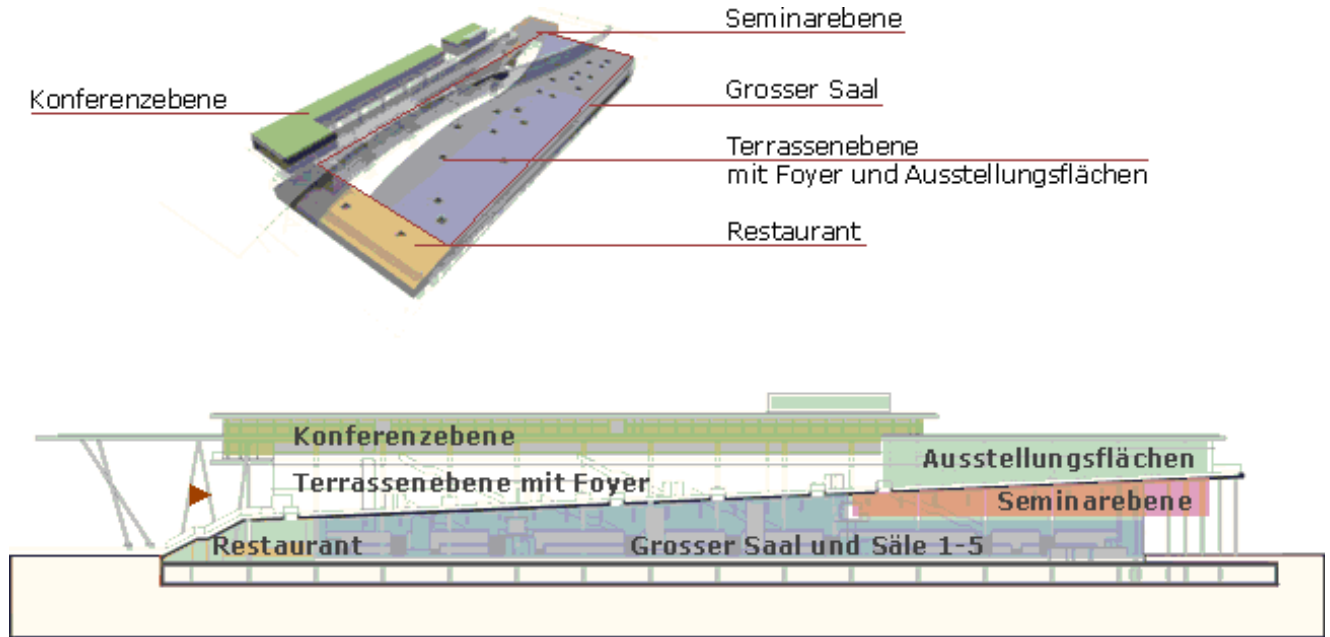 Seminarebene
Konferenzebene
Grosser Saal
Terrassenebene
mit Foyer und Ausstellungsflächen
Restaurant
Konferenzebene
Ausstellungsflächen
Terrassenebene mit Foyer
Seminarebene
Restaurant
Grosser Saal und Säle 1-5